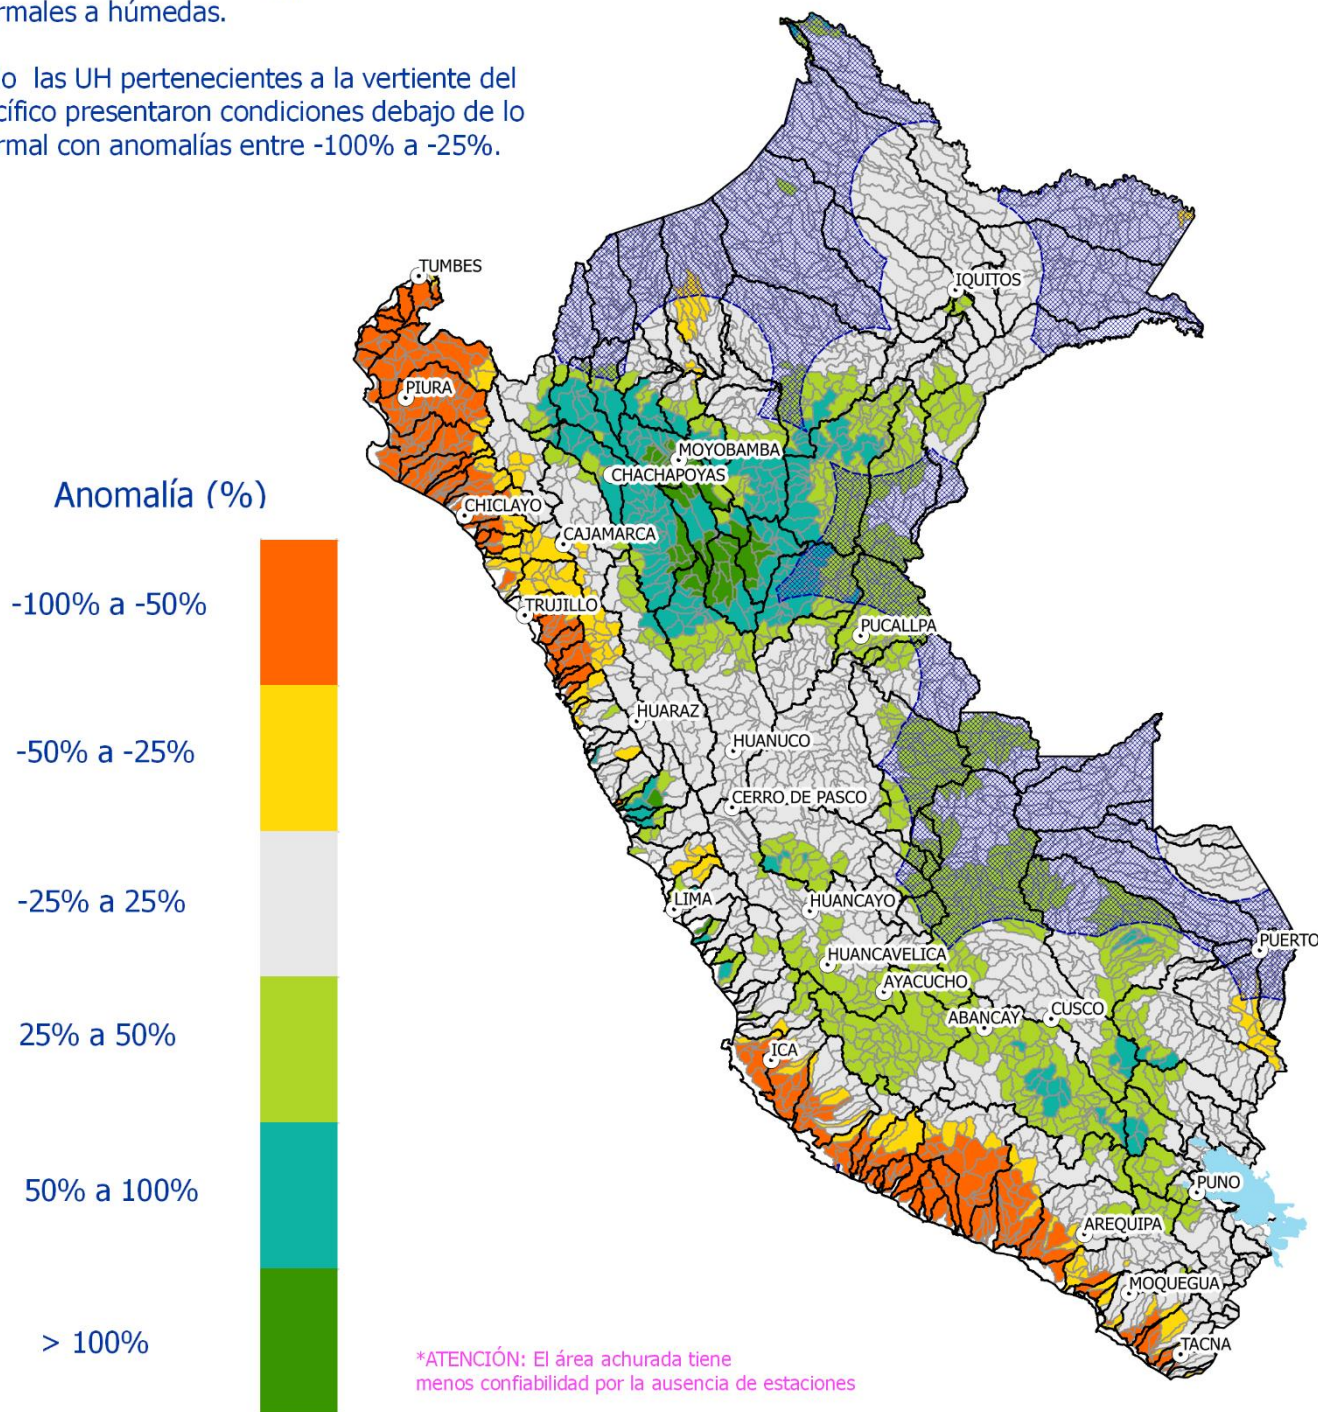 rmales a húmedas.
o las UH pertenecientes a la vertiente del
cífico presentaron condiciones debajo de lo
rmal con anomalías entre -100% a -25%.
TUMBES
IQUITOS
PIURA
MOYOBAMBA
CHACHAPOYAS
Anomalía (%)
CHICLAYO
CAJAMARCA
-100% a -50%
TRUJILLO
PUCALLPA
HUARAZ
-50% a -25%
HUANUCO
CERRO DE PASCO
-25% a 25%
LIMA
HUANCAYO
PUERTO
HUANCAVELICA
AYACUCHO
ABANCAY
CUSCO
25% a 50%
ICA
50% a 100%
PUNO
AREQUIPA
MOQUEGUA
> 100%
TACNA
*ATENCIÓN: El área achurada tiene
menos confiabilidad por la ausencia de estaciones